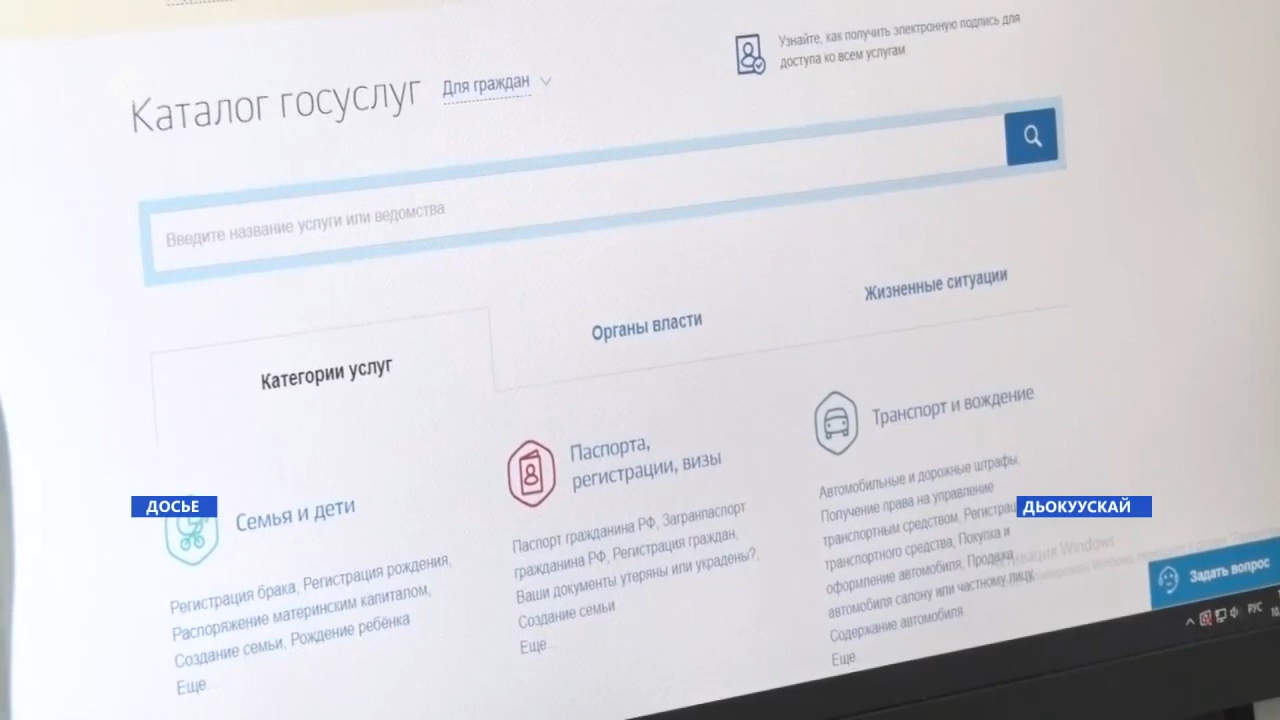 Узнайте, как получить электронную подпись для
доступа ко всем услугам
Каталог госуслуг Для граждан
Введите название услуги или ведомства
Категории услуг
Органы власти
Жизненные ситуации
Семья и дети
Регистрация брака, Регистрация рождения,
Распоряжение материнским капиталом,
Создание семьи, Рождение ребёнка
Еще
Паспорта,
регистрации, визы
Паспорт гражданина РФ, Загранпаспорт
гражданина РФ, Регистрация граждан,
Ваши документы утеряны или украдены?,
Создание семьи
Еще
Транспорт и вождение
Автомобильные и дорожные штрафы,
Получение права на управление
транспортным средством,
транспортного средства, Покупка и
оформление автомобиля, Продажа
автомобиля салону или частному лицу,
Содержание автомобиля
Еще
ДОСЬЕ
ДЬОКУУСКАЙ
Активация Windows
Задать вопрос
РУС